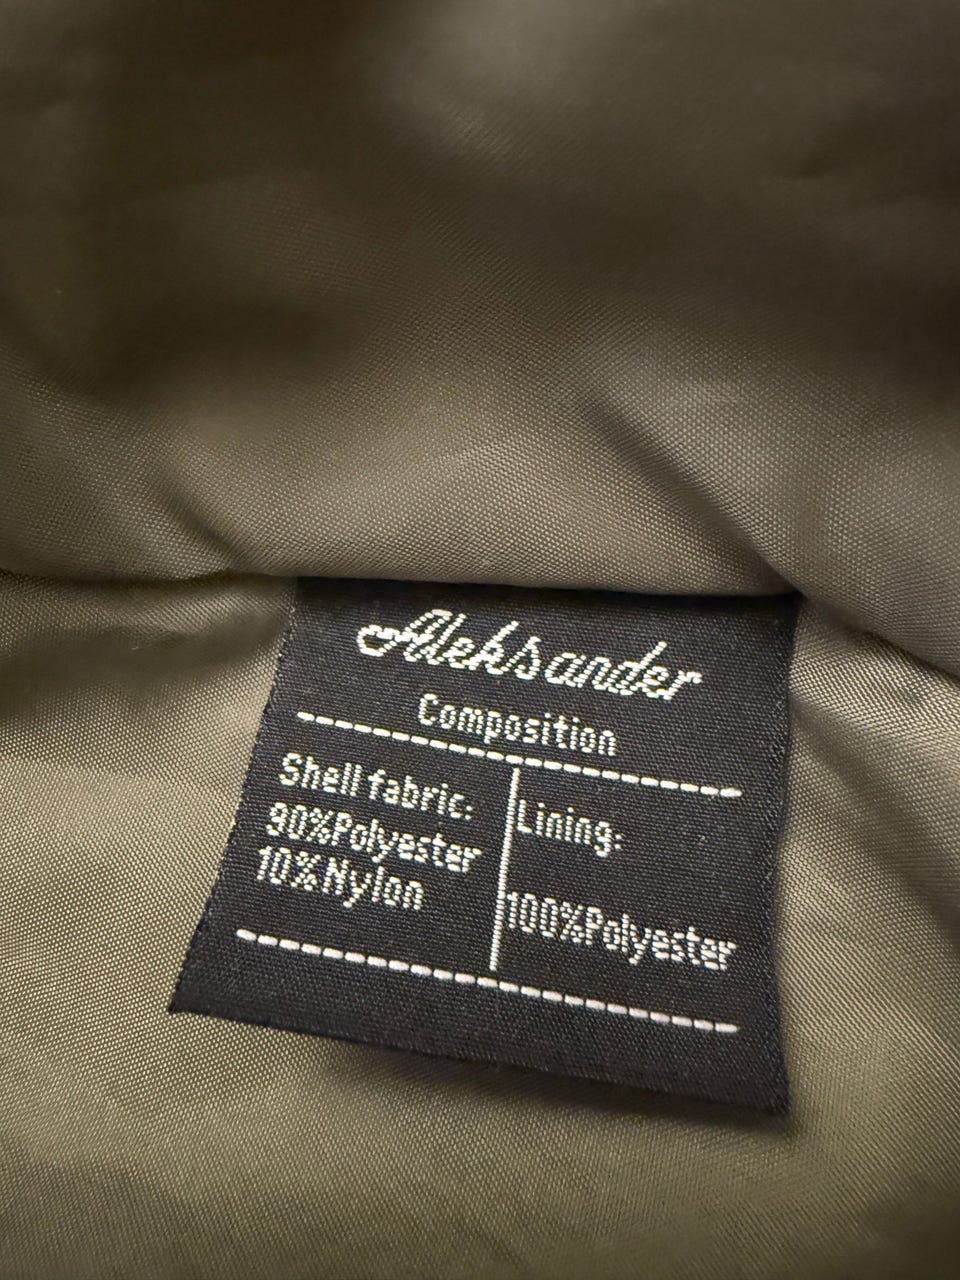 Aleksander
Composition
Shell fabric:
90%Polyester
10%Nylon
Lining:
100%Polyester